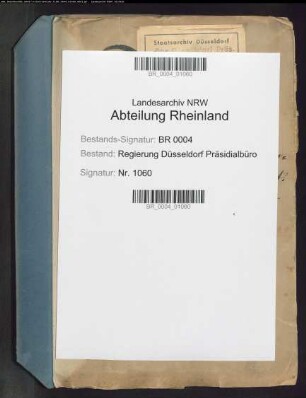 Staatsarchiv Düsseldorf
BR_0004_01060
Landesarchiv NRW
Abteilung Rheinland
Bestands-Signatur: BR 0004
Bestand: Regierung Düsseldorf Präsidialbüro
Signatur: Nr. 1060
BR_0004_01060